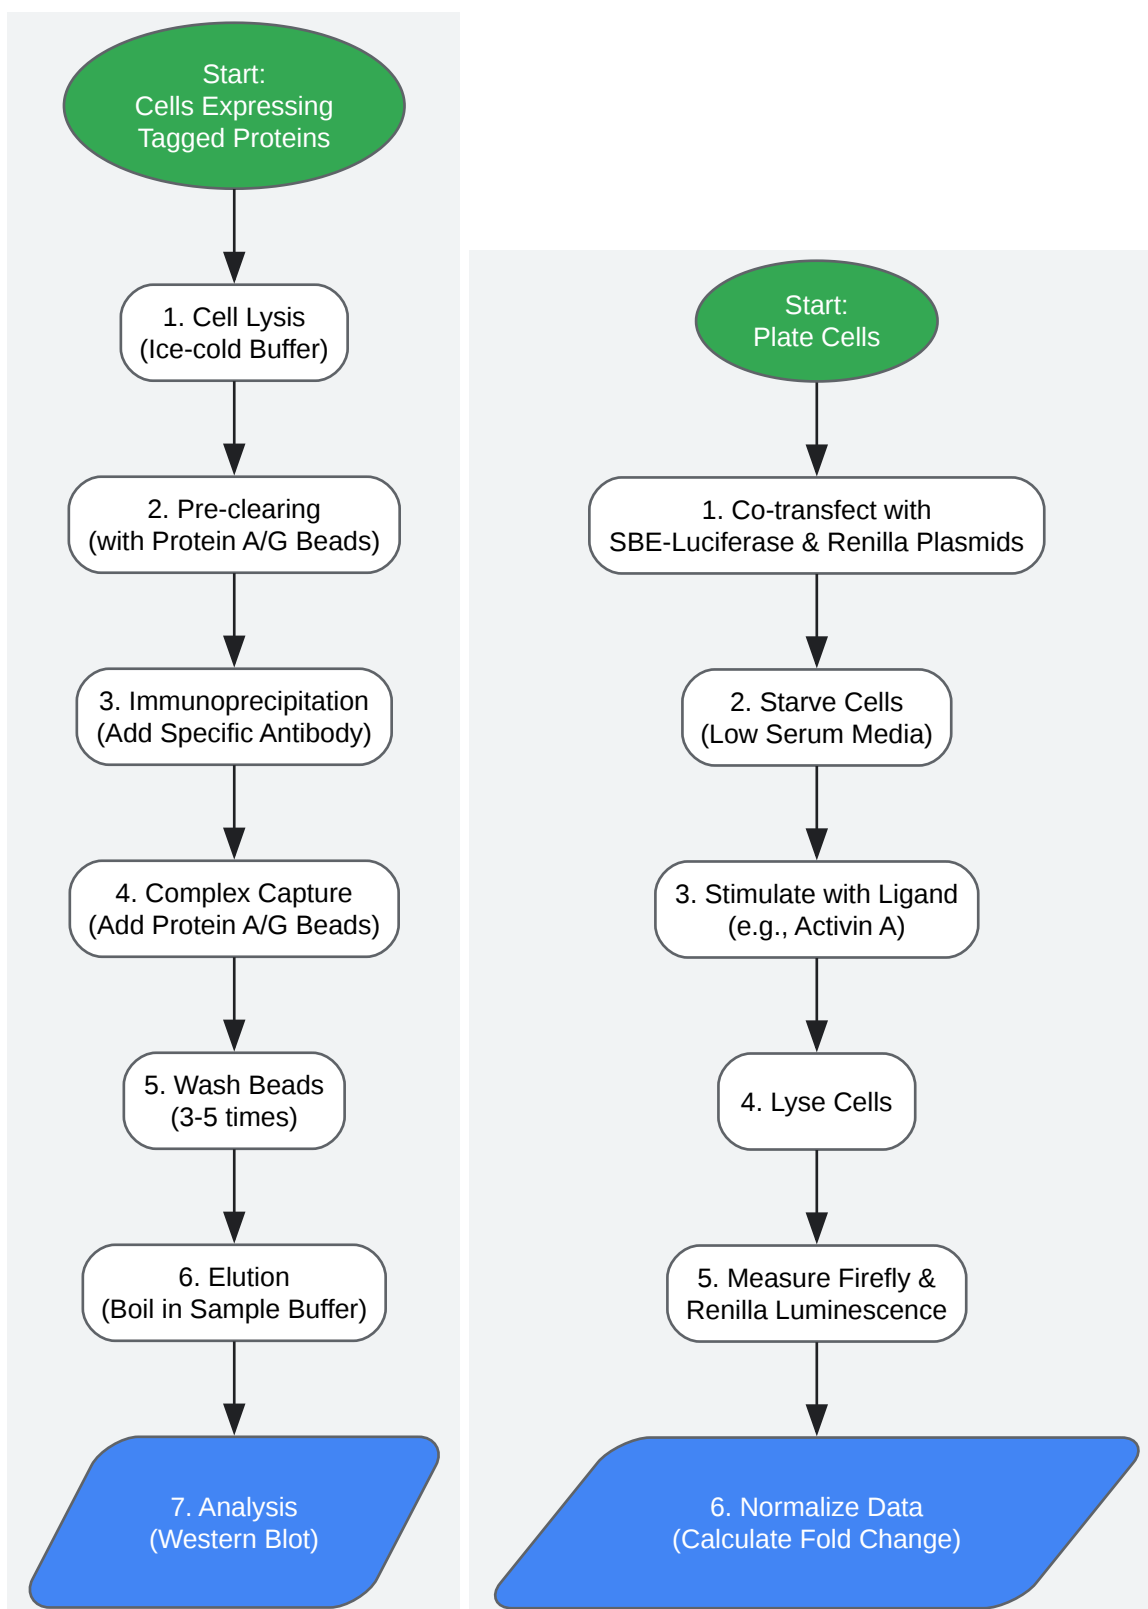 Start:
Cells Expressing
Tagged Proteins
1. Cell Lysis
(Ice-cold Buffer)
2. Pre-clearing
(with Protein A/G Beads)
3. Immunoprecipitation
(Add Specific Antibody)
4. Complex Capture
(Add Protein A/G Beads)
5. Wash Beads
(3-5 times)
6. Elution
(Boil in Sample Buffer)
7. Analysis
(Western Blot)
Start:
Plate Cells
1. Co-transfect with
SBE-Luciferase & Renilla Plasmids
2. Starve Cells
(Low Serum Media)
3. Stimulate with Ligand
(e.g., Activin A)
4. Lyse Cells
5. Measure Firefly &
Renilla Luminescence
6. Normalize Data
(Calculate Fold Change)